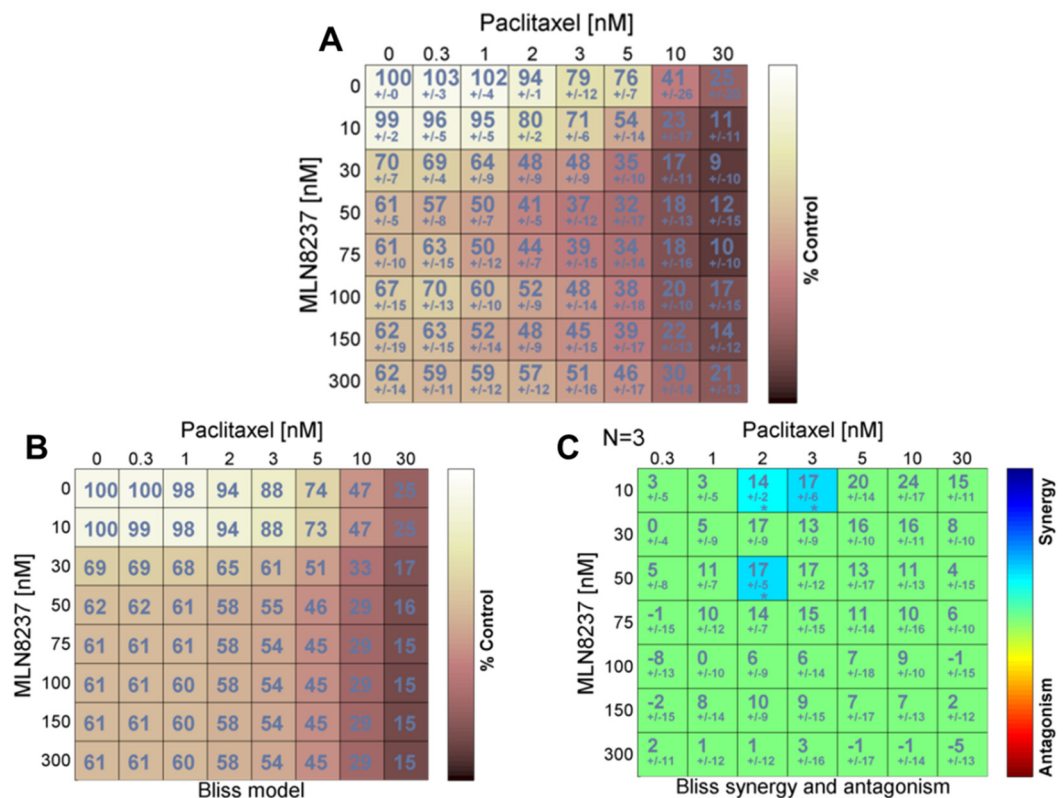 A
Paclitaxel [nM]
0 0.3 1 2 3 5 10 30
MLN8237 [nM]
0 100 103 102 94 79 76 41 25
+/-0 +/-3 +/-4 +/-1 +/-12 +/-7 +/-26
10 99 96 95 80 71 54 23 11
+/-2 +/-5 +/-5 +/-2 +/-6 +/-14 +/-17 +/-11
30 70 69 64 48 48 35 17 9
+/-7 +/-4 +/-9 +/-9 +/-9 +/-10 +/-11 +/-10
50 61 57 50 41 37 32 18 12
+/-5 +/-8 +/-7 +/-5 +/-12 +/-17 +/-13 +/-15
75 61 63 50 44 39 34 18 10
+/-10 +/-15 +/-12 +/-7 +/-15 +/-14 +/-16 +/-10
100 67 70 60 52 48 38 20 17
+/-15 +/-13 +/-10 +/-9 +/-14 +/-18 +/-10 +/-15
150 62 63 52 48 45 39 22 14
+/-19 +/-15 +/-14 +/-9 +/-15 +/-17 +/-13 +/-12
300 62 59 59 57 51 46 30 21
+/-14 +/-11 +/-12 +/-12 +/-16 +/-17 +/-14 +/-13
% Control
B
Paclitaxel [nM]
0 0.3 1 2 3 5 10 30
MLN8237 [nM]
0 100 100 98 94 88 74 47 25
10 100 99 98 94 88 73 47 25
30 69 69 68 65 61 51 33 17
50 62 62 61 58 55 46 29 16
75 61 61 61 58 54 45 29 15
100 61 61 60 58 54 45 29 15
150 61 61 60 58 54 45 29 15
300 61 61 60 58 54 45 29 15
Bliss model
% Control
C
N=3
Paclitaxel [nM]
0.3 1 2 3 5 10 30
MLN8237 [nM]
10 3 3 14 17 20 24 15
+/-5 +/-5 +/-2 +/-6 +/-14 +/-17 +/-11
* *
30 0 5 17 13 16 16 8
+/-4 +/-9 +/-9 +/-9 +/-10 +/-11 +/-10
50 5 11 17 17 13 11 4
+/-8 +/-7 +/-5 +/-12 +/-17 +/-13 +/-15
*
75 -1 10 14 15 11 10 6
+/-15 +/-12 +/-7 +/-15 +/-14 +/-16 +/-10
100 -8 0 6 6 7 9 -1
+/-13 +/-10 +/-9 +/-14 +/-18 +/-10 +/-15
150 -2 8 10 9 7 7 2
+/-15 +/-14 +/-9 +/-15 +/-17 +/-13 +/-12
300 2 1 1 3 -1 -1 -5
+/-11 +/-12 +/-12 +/-16 +/-17 +/-14 +/-13
Bliss synergy and antagonism
Synergy
Antagonism